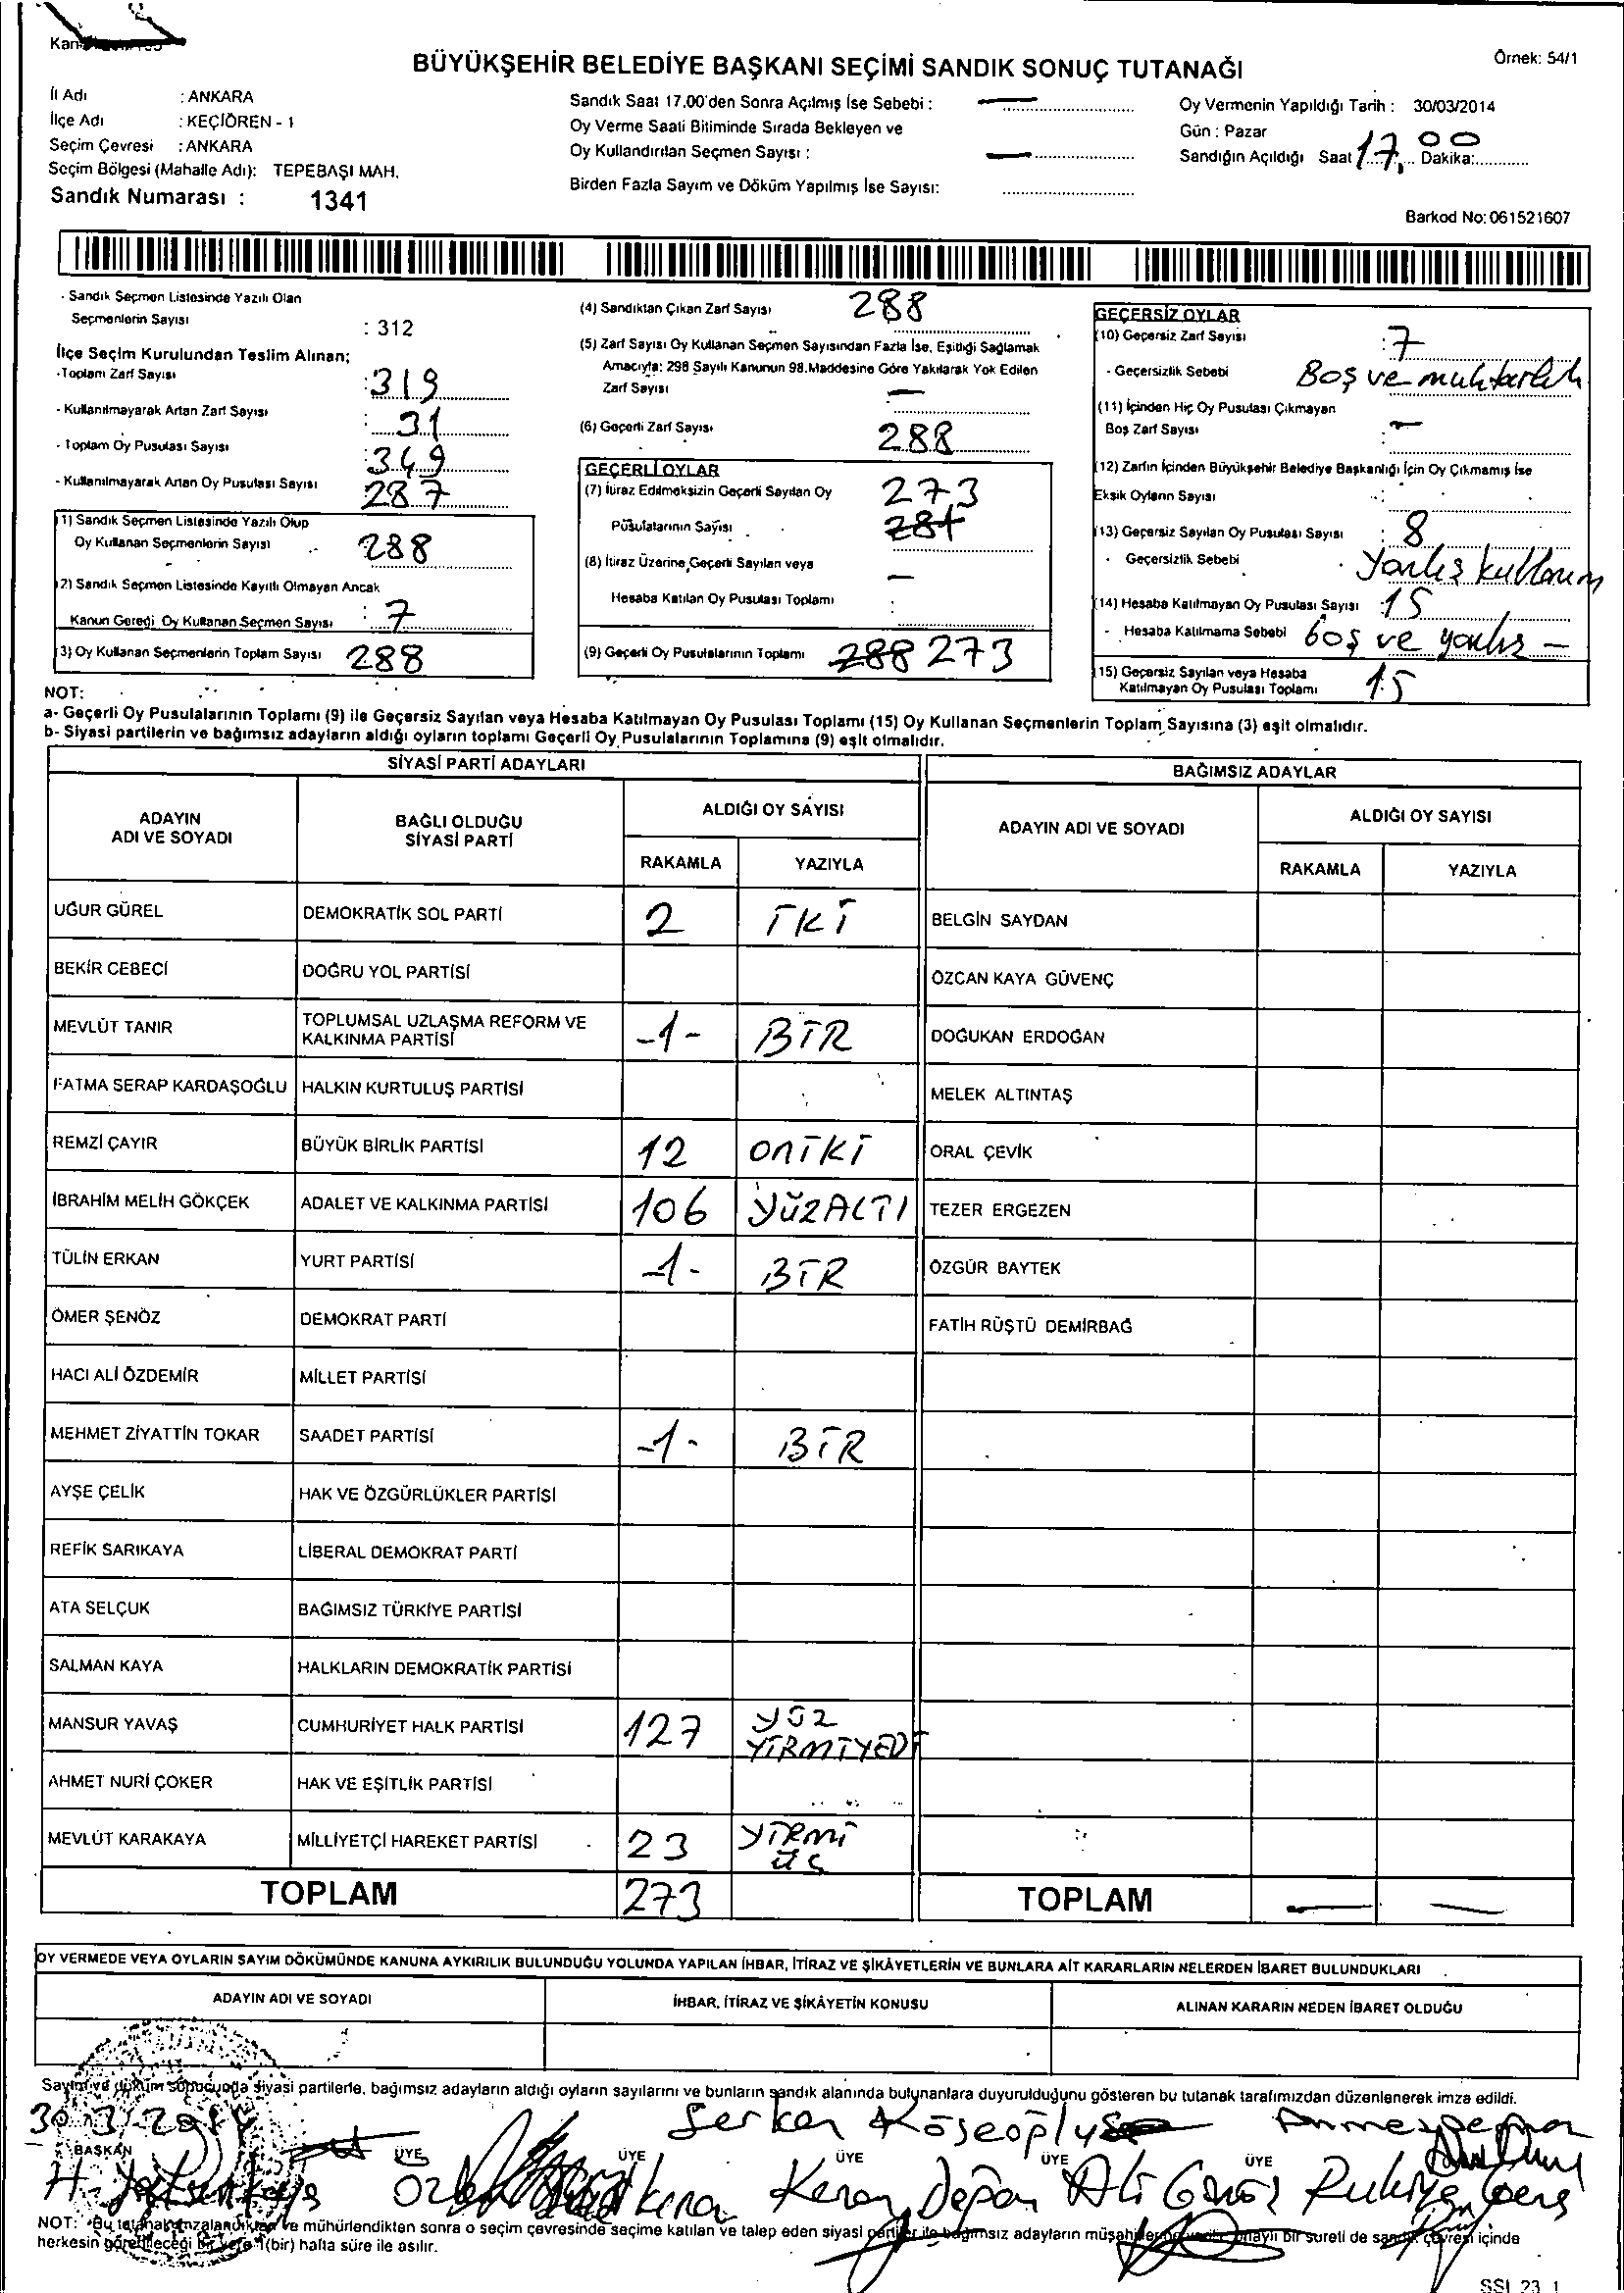 BÜYÜKŞEHİR BELEDİYE BAŞKANI SEÇİMİ SANDIK SONUÇ TUTANAĞI
Örnek: 54/1
İl Adı : ANKARA
İlçe Adı : KEÇİÖREN - 1
Seçim Çevresi : ANKARA
Seçim Bölgesi (Mahalle Adı): TEPEBAŞI MAH.
Sandık Numarası : 1341
Sandık Saat 17.00'den Sonra Açılmış İse Sebebi :
Oy Verme Saati Bitiminde Sırada Bekleyen ve
Oy Kullandırılan Seçmen Sayısı :
Birden Fazla Sayım ve Döküm Yapılmış İse Sayısı:
Oy Vermenin Yapıldığı Tarih : 30/03/2014
Gün : Pazar
Sandığın Açıldığı Saat 17, Dakika: 00
Barkod No: 061521607
- Sandık Seçmen Listesinde Yazılı Olan
Seçmenlerin Sayısı : 312
İlçe Seçim Kurulundan Teslim Alınan;
-Toplam Zarf Sayısı : 319
- Kullanılmayarak Artan Zarf Sayısı : 31
- Toplam Oy Pusulası Sayısı : 349
- Kullanılmayarak Artan Oy Pusulası Sayısı 287
(1) Sandık Seçmen Listesinde Yazılı Olup
Oy Kullanan Seçmenlerin Sayısı 288
(2) Sandık Seçmen Listesinde Kayıtlı Olmayan Ancak
Kanun Gereği Oy Kullanan Seçmen Sayısı : 7
(3) Oy Kullanan Seçmenlerin Toplam Sayısı 288
(4) Sandıktan Çıkan Zarf Sayısı 288
(5) Zarf Sayısı Oy Kullanan Seçmen Sayısından Fazla İse, Eşitliği Sağlamak
Amacıyla: 298 Sayılı Kanunun 98.Maddesine Göre Yakılarak Yok Edilen
Zarf Sayısı —
(6) Geçerli Zarf Sayısı 288
GEÇERLİ OYLAR
(7) İtiraz Edilmeksizin Geçerli Sayılan Oy 273
Pusulalarının Sayısı 281
(8) İtiraz Üzerine Geçerli Sayılan veya —
Hesaba Katılan Oy Pusulası Toplamı :
(9) Geçerli Oy Pusulalarının Toplamı 288 273
GEÇERSİZ OYLAR
(10) Geçersiz Zarf Sayısı : 7
- Geçersizlik Sebebi Boş ve muhtarlık
(11) İçinden Hiç Oy Pusulası Çıkmayan
Boş Zarf Sayısı : —
(12) Zarfın İçinden Büyükşehir Belediye Başkanlığı İçin Oy Çıkmamış İse
Eksik Oyların Sayısı :
(13) Geçersiz Sayılan Oy Pusulası Sayısı : 8
- Geçersizlik Sebebi : Yanlış kullanım
(14) Hesaba Katılmayan Oy Pusulası Sayısı : 15
- Hesaba Katılmama Sebebi boş ve yanlış —
(15) Geçersiz Sayılan veya Hesaba
Katılmayan Oy Pusulası Toplamı 15
NOT:
a- Geçerli Oy Pusulalarının Toplamı (9) ile Geçersiz Sayılan veya Hesaba Katılmayan Oy Pusulası Toplamı (15) Oy Kullanan Seçmenlerin Toplam Sayısına (3) eşit olmalıdır.
b- Siyasi partilerin ve bağımsız adayların aldığı oyların toplamı Geçerli Oy Pusulalarının Toplamına (9) eşit olmalıdır.
SİYASİ PARTİ ADAYLARI
BAĞIMSIZ ADAYLAR
ADAYIN ADI VE SOYADI
BAĞLI OLDUĞU SİYASİ PARTİ
ALDIĞI OY SAYISI
RAKAMLA YAZIYLA
ADAYIN ADI VE SOYADI
ALDIĞI OY SAYISI
RAKAMLA YAZIYLA
UĞUR GÜREL DEMOKRATİK SOL PARTİ 2 İKİ BELGİN SAYDAN
BEKİR CEBECİ DOĞRU YOL PARTİSİ ÖZCAN KAYA GÜVENÇ
MEVLÜT TANIR TOPLUMSAL UZLAŞMA REFORM VE KALKINMA PARTİSİ -1- BİR DOĞUKAN ERDOĞAN
FATMA SERAP KARDAŞOĞLU HALKIN KURTULUŞ PARTİSİ MELEK ALTINTAŞ
REMZİ ÇAYIR BÜYÜK BİRLİK PARTİSİ 12 ONİKİ ORAL ÇEVİK
İBRAHİM MELİH GÖKÇEK ADALET VE KALKINMA PARTİSİ 106 YÜZALTI TEZER ERGEZEN
TÜLİN ERKAN YURT PARTİSİ -1- BİR ÖZGÜR BAYTEK
ÖMER ŞENÖZ DEMOKRAT PARTİ FATİH RÜŞTÜ DEMİRBAĞ
HACI ALİ ÖZDEMİR MİLLET PARTİSİ
MEHMET ZİYATTİN TOKAR SAADET PARTİSİ -1- BİR
AYŞE ÇELİK HAK VE ÖZGÜRLÜKLER PARTİSİ
REFİK SARIKAYA LİBERAL DEMOKRAT PARTİ
ATA SELÇUK BAĞIMSIZ TÜRKİYE PARTİSİ
SALMAN KAYA HALKLARIN DEMOKRATİK PARTİSİ
MANSUR YAVAŞ CUMHURİYET HALK PARTİSİ 127 YÜZ YİRMİYEDİ
AHMET NURİ ÇOKER HAK VE EŞİTLİK PARTİSİ
MEVLÜT KARAKAYA MİLLİYETÇİ HAREKET PARTİSİ 23 YİRMİ ÜÇ
TOPLAM 273 TOPLAM — —
OY VERMEDE VEYA OYLARIN SAYIM DÖKÜMÜNDE KANUNA AYKIRILIK BULUNDUĞU YOLUNDA YAPILAN İHBAR, İTİRAZ VE ŞİKÂYETLERİN VE BUNLARA AİT KARARLARIN NELERDEN İBARET BULUNDUKLARI
ADAYIN ADI VE SOYADI İHBAR, İTİRAZ VE ŞİKÂYETİN KONUSU ALINAN KARARIN NEDEN İBARET OLDUĞU
Sayım ve döküm sonucunda siyasi partilerle, bağımsız adayların aldığı oyların sayılarını ve bunların sandık alanında bulunanlara duyurulduğunu gösteren bu tutanak tarafımızdan düzenlenerek imza edildi.
30.3.2014 Serkan Köseoğlu
BAŞKAN ÜYE ÜYE ÜYE ÜYE ÜYE
Kenan Doğan Ali Rukiye
NOT: Bu tutanak imzalandıktan ve mühürlendikten sonra o seçim çevresinde seçime katılan ve talep eden siyasi partiler ile bağımsız adayların bir sureti de sandık çevresi içinde
herkesin görebileceği bir yere 1(bir) hafta süre ile asılır.
SSI 23 1